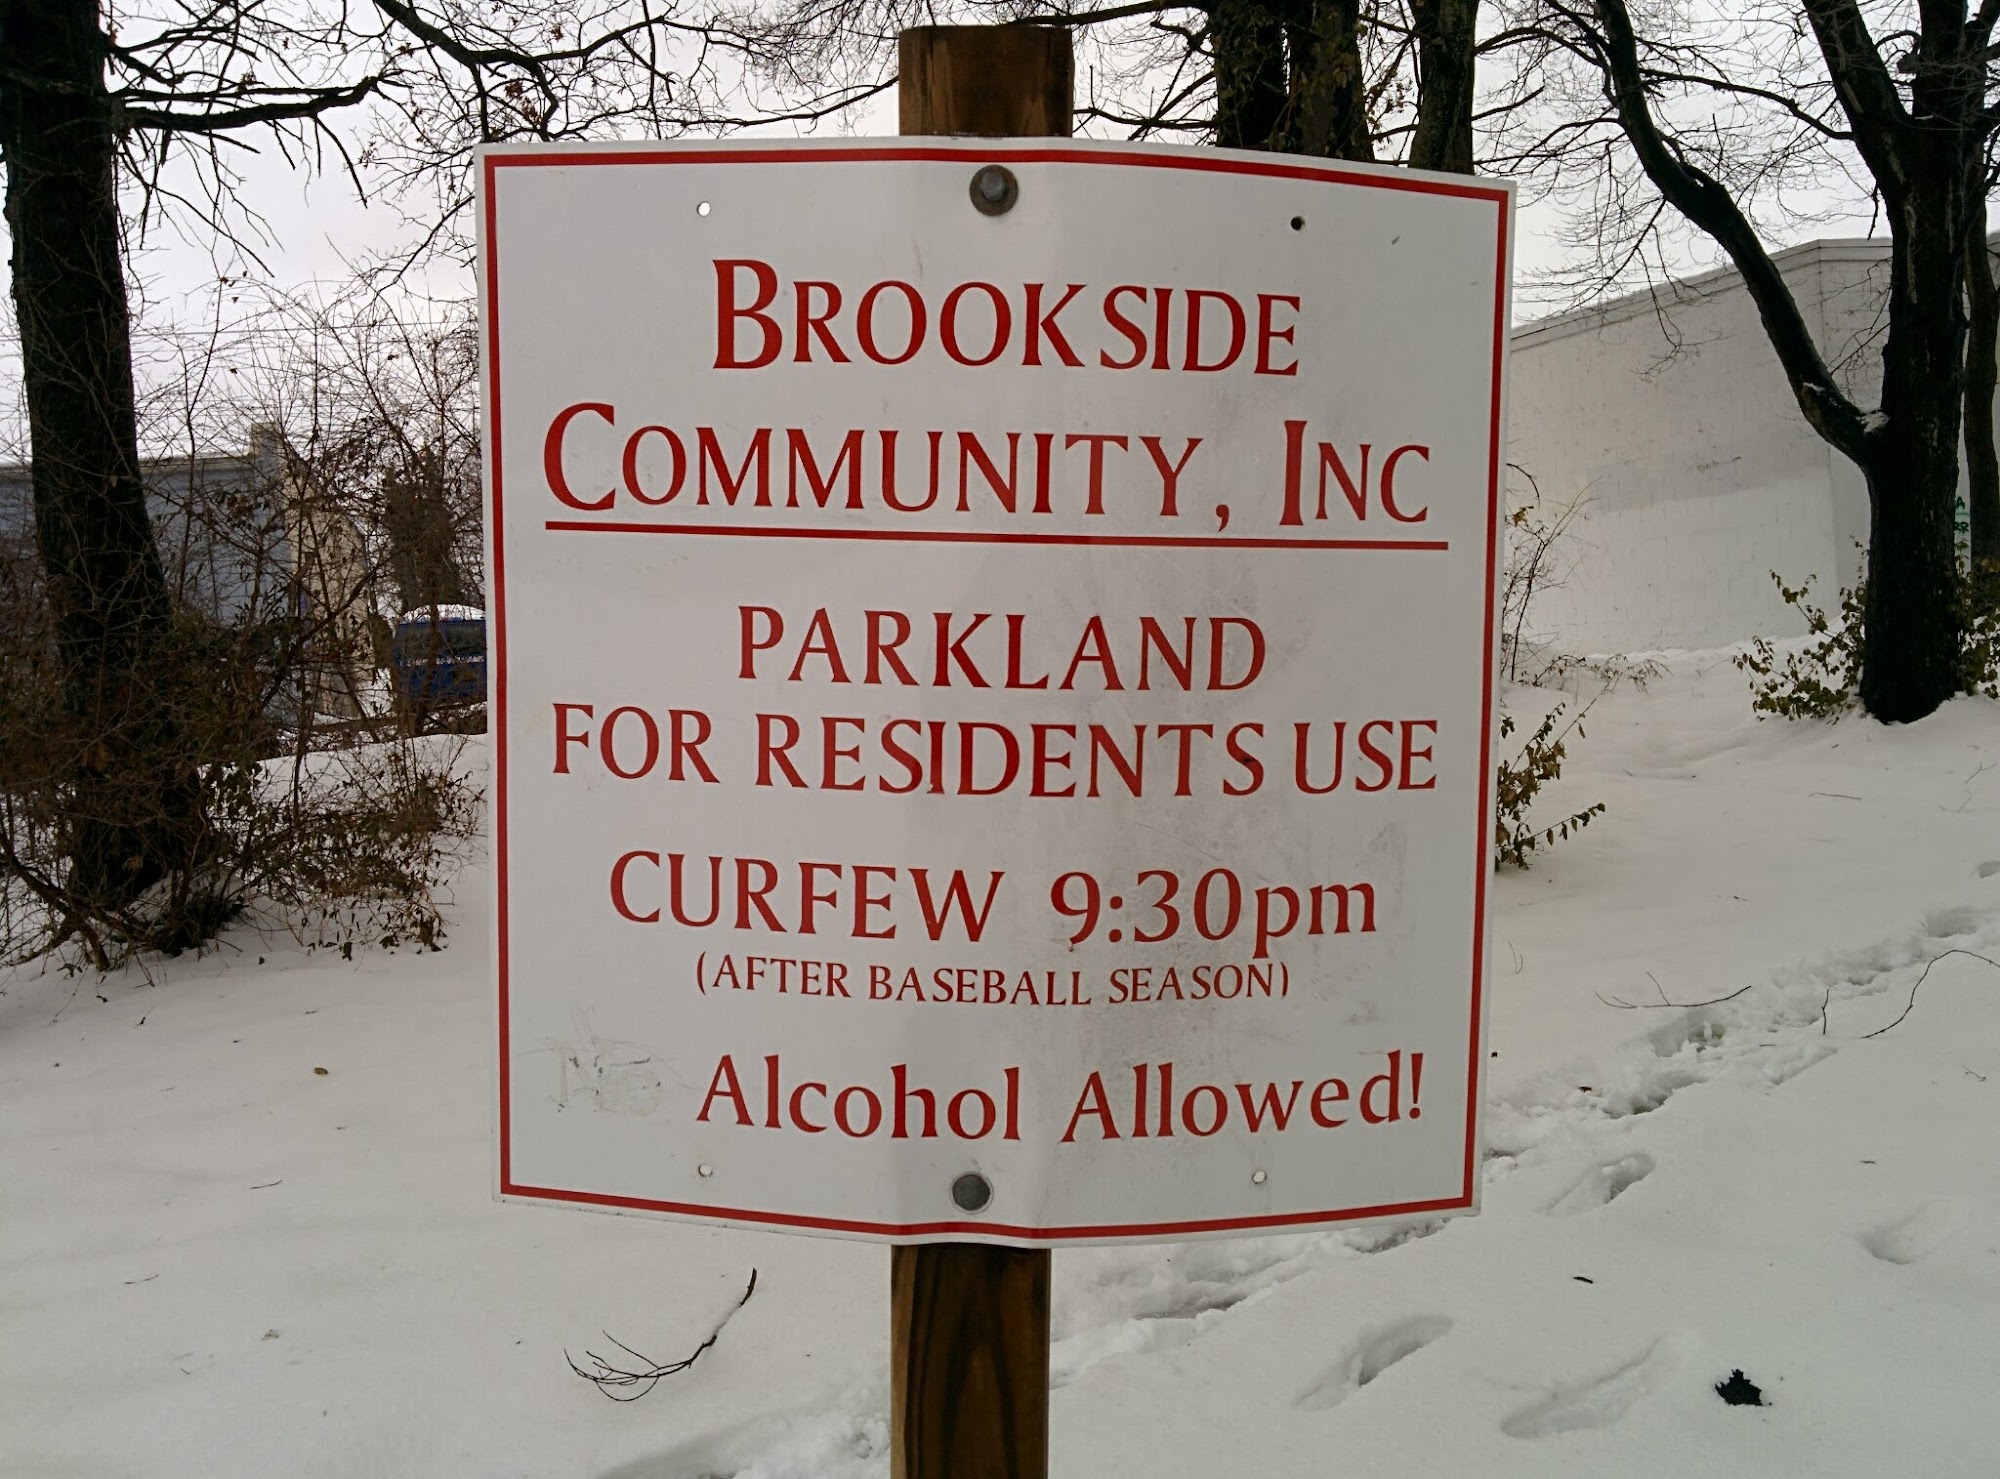 BROOKSIDE
COMMUNITY, INC
PARKLAND
FOR RESIDENTS USE
CURFEW 9:30pm
(AFTER BASEBALL SEASON)
Alcohol Allowed!